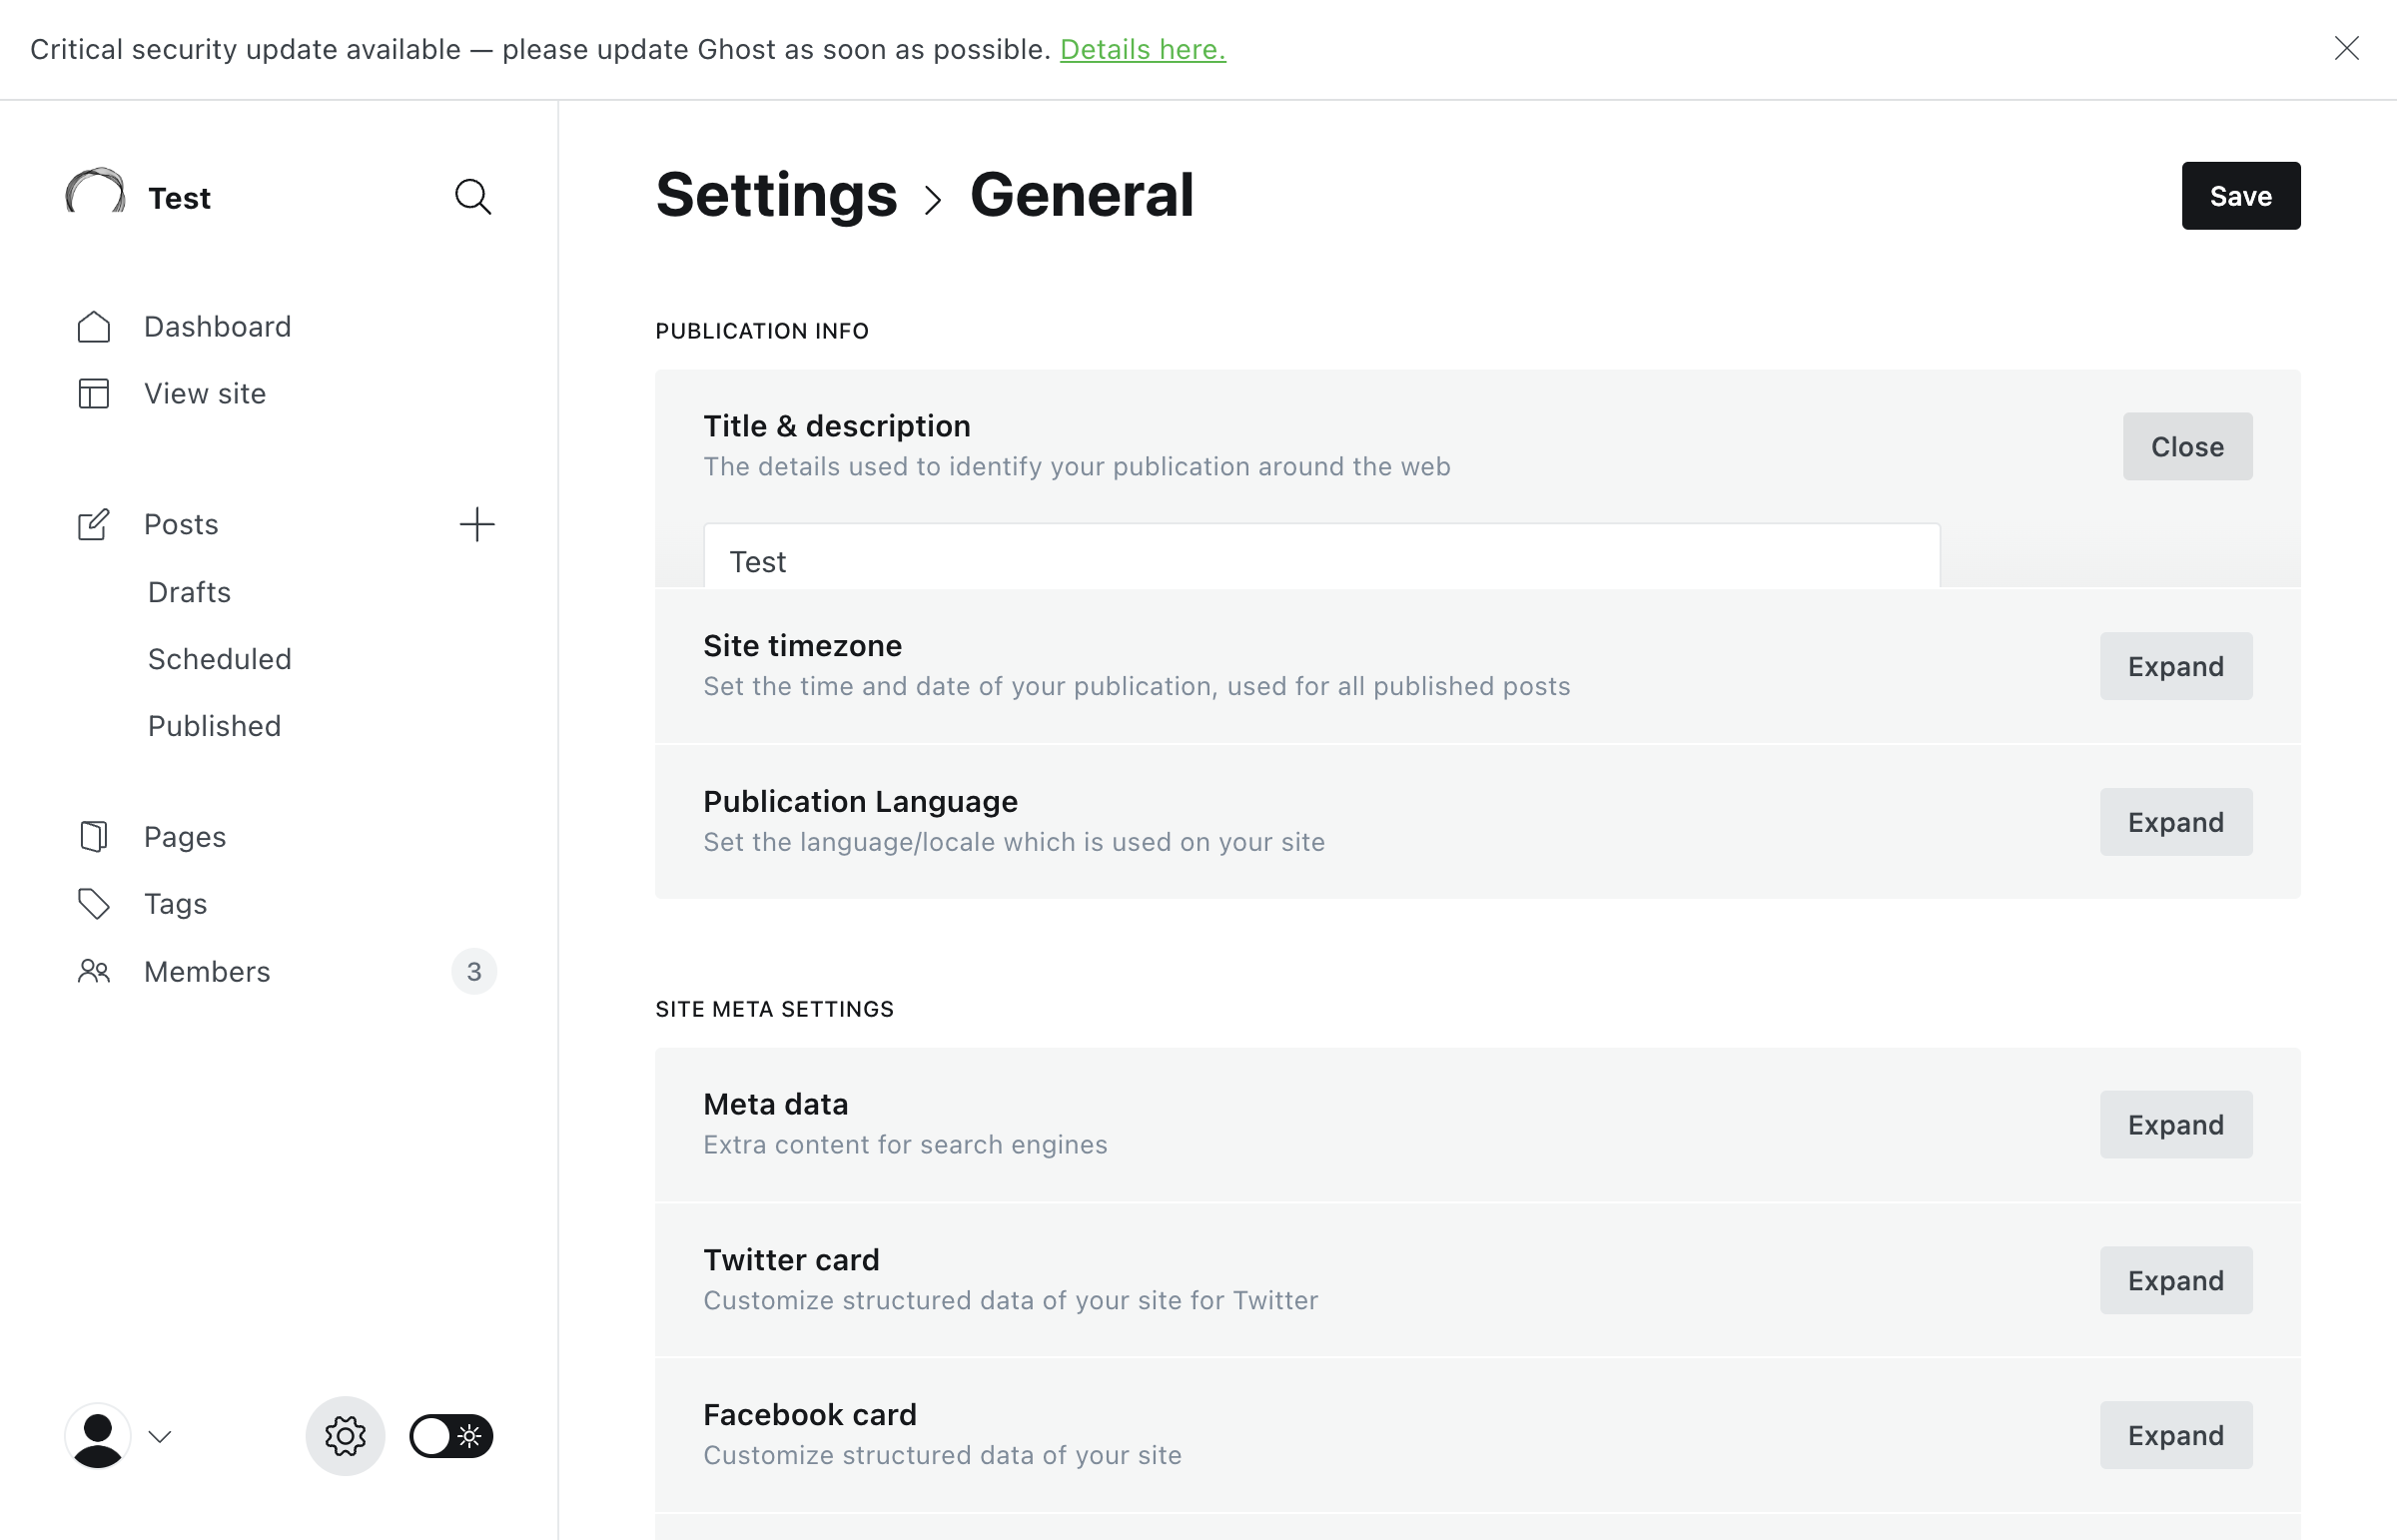 Critical security update available — please update Ghost as soon as possible. Details here.
Test
Dashboard
View site
Posts
Drafts
Scheduled
Published
Pages
Tags
Members
3
Settings > General
Save
PUBLICATION INFO
Title & description
The details used to identify your publication around the web
Close
Test
Site timezone
Set the time and date of your publication, used for all published posts
Expand
Publication Language
Set the language/locale which is used on your site
Expand
SITE META SETTINGS
Meta data
Extra content for search engines
Expand
Twitter card
Customize structured data of your site for Twitter
Expand
Facebook card
Customize structured data of your site
Expand